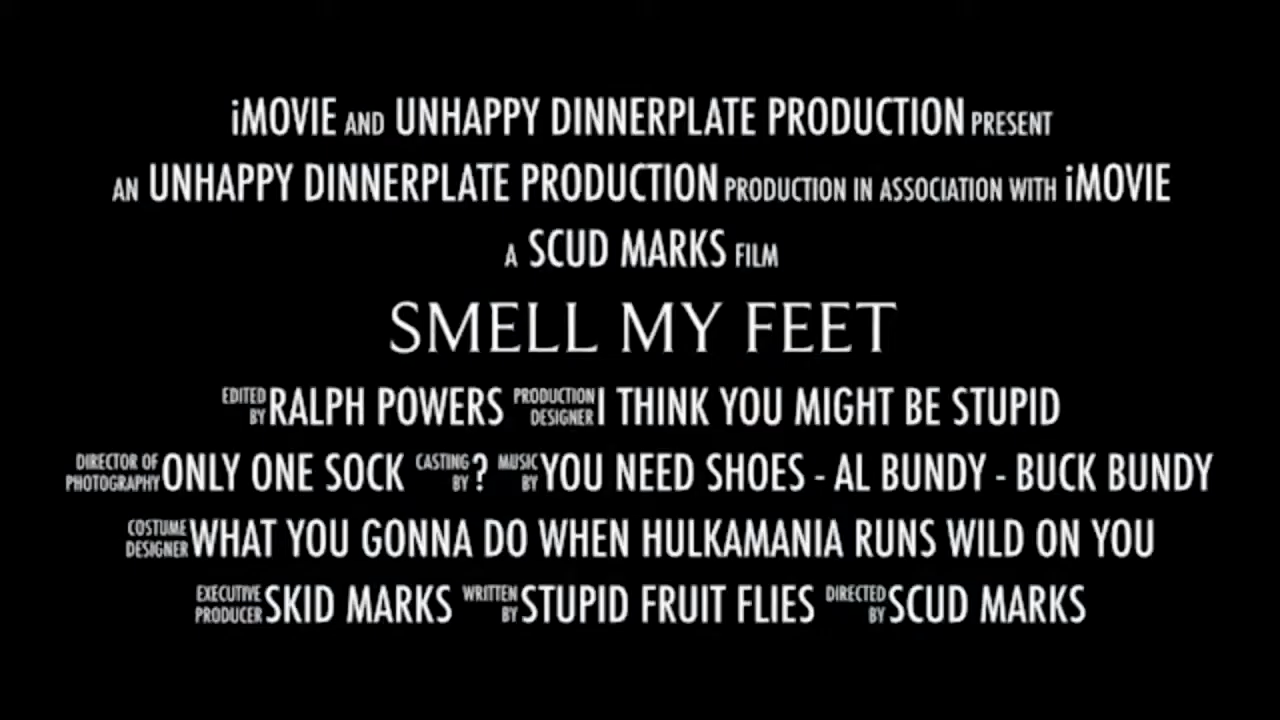 iMOVIE AND UNHAPPY DINNERPLATE PRODUCTION PRESENT
AN UNHAPPY DINNERPLATE PRODUCTION PRODUCTION IN ASSOCIATION WITH iMOVIE
A SCUD MARKS FILM
SMELL MY FEET
EDITED BY RALPH POWERS PRODUCTION DESIGNER I THINK YOU MIGHT BE STUPID
DIRECTOR OF PHOTOGRAPHY ONLY ONE SOCK CASTING BY ? MUSIC BY YOU NEED SHOES - AL BUNDY - BUCK BUNDY
COSTUME DESIGNER WHAT YOU GONNA DO WHEN HULKAMANIA RUNS WILD ON YOU
EXECUTIVE PRODUCER SKID MARKS WRITTEN BY STUPID FRUIT FLIES DIRECTED BY SCUD MARKS